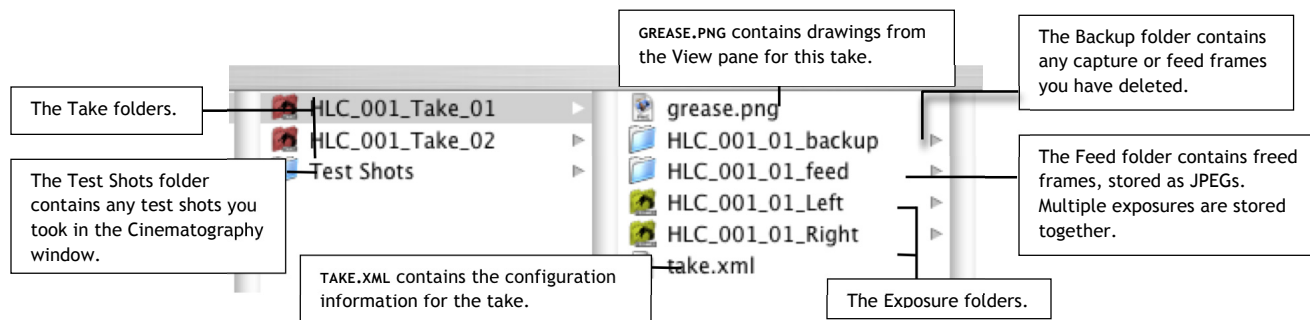 GREASE.PNG contains drawings from
the View pane for this take.
The Backup folder contains
any capture or feed frames
you have deleted.
The Take folders.
HLC_001_Take_01
HLC_001_Take_02
Test Shots
grease.png
HLC_001_01_backup
HLC_001_01_feed
HLC_001_01_Left
HLC_001_01_Right
take.xml
The Test Shots folder
contains any test shots you
took in the Cinematography
window.
The Feed folder contains freed
frames, stored as JPEGs.
Multiple exposures are stored
together.
TAKE.XML contains the configuration
information for the take.
The Exposure folders.